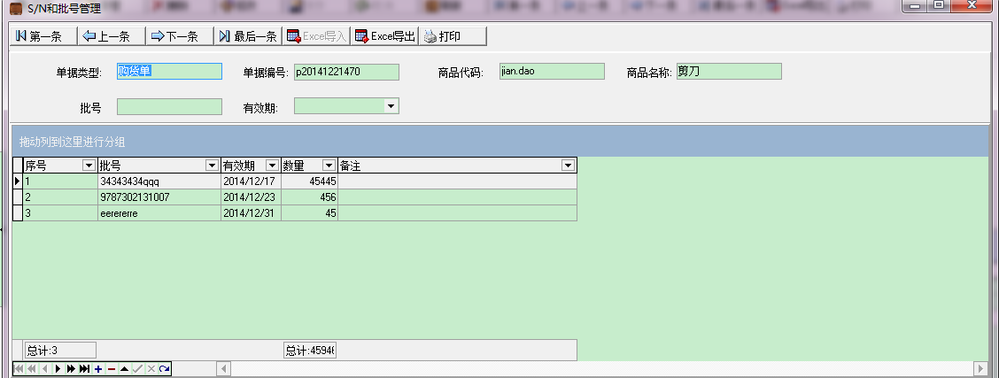 S/N和批号管理
第一条 上一条 下一条 最后一条 Excel导入 Excel导出 打印
单据类型: 购货单 单据编号: p20141221470 商品代码: jian.dao 商品名称: 剪刀
批号 有效期:
拖动列到这里进行分组
序号 批号 有效期 数量 备注
1 34343434qqq 2014/12/17 45445
2 9787302131007 2014/12/23 456
3 eerererre 2014/12/31 45
总计:3 总计:4594